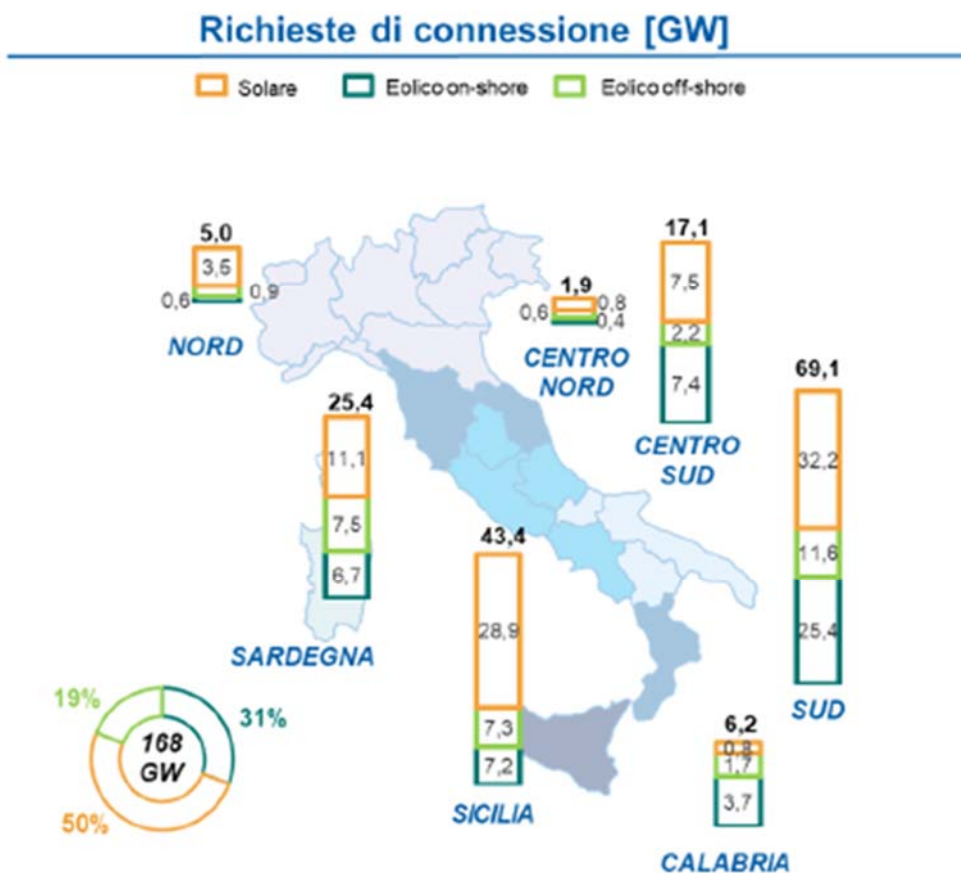 Richieste di connessione [GW]
Solare
Eolico on-shore
Eolico off-shore
5,0
3,5
0,9
0,6
NORD
1,9
0,8
0,6
0,4
CENTRO
NORD
17,1
7,5
2,2
7,4
CENTRO
SUD
69,1
32,2
11,6
25,4
SUD
25,4
11,1
7,5
6,7
SARDEGNA
43,4
28,9
7,3
7,2
SICILIA
6,2
0,8
1,7
3,7
CALABRIA
19%
31%
50%
168
GW